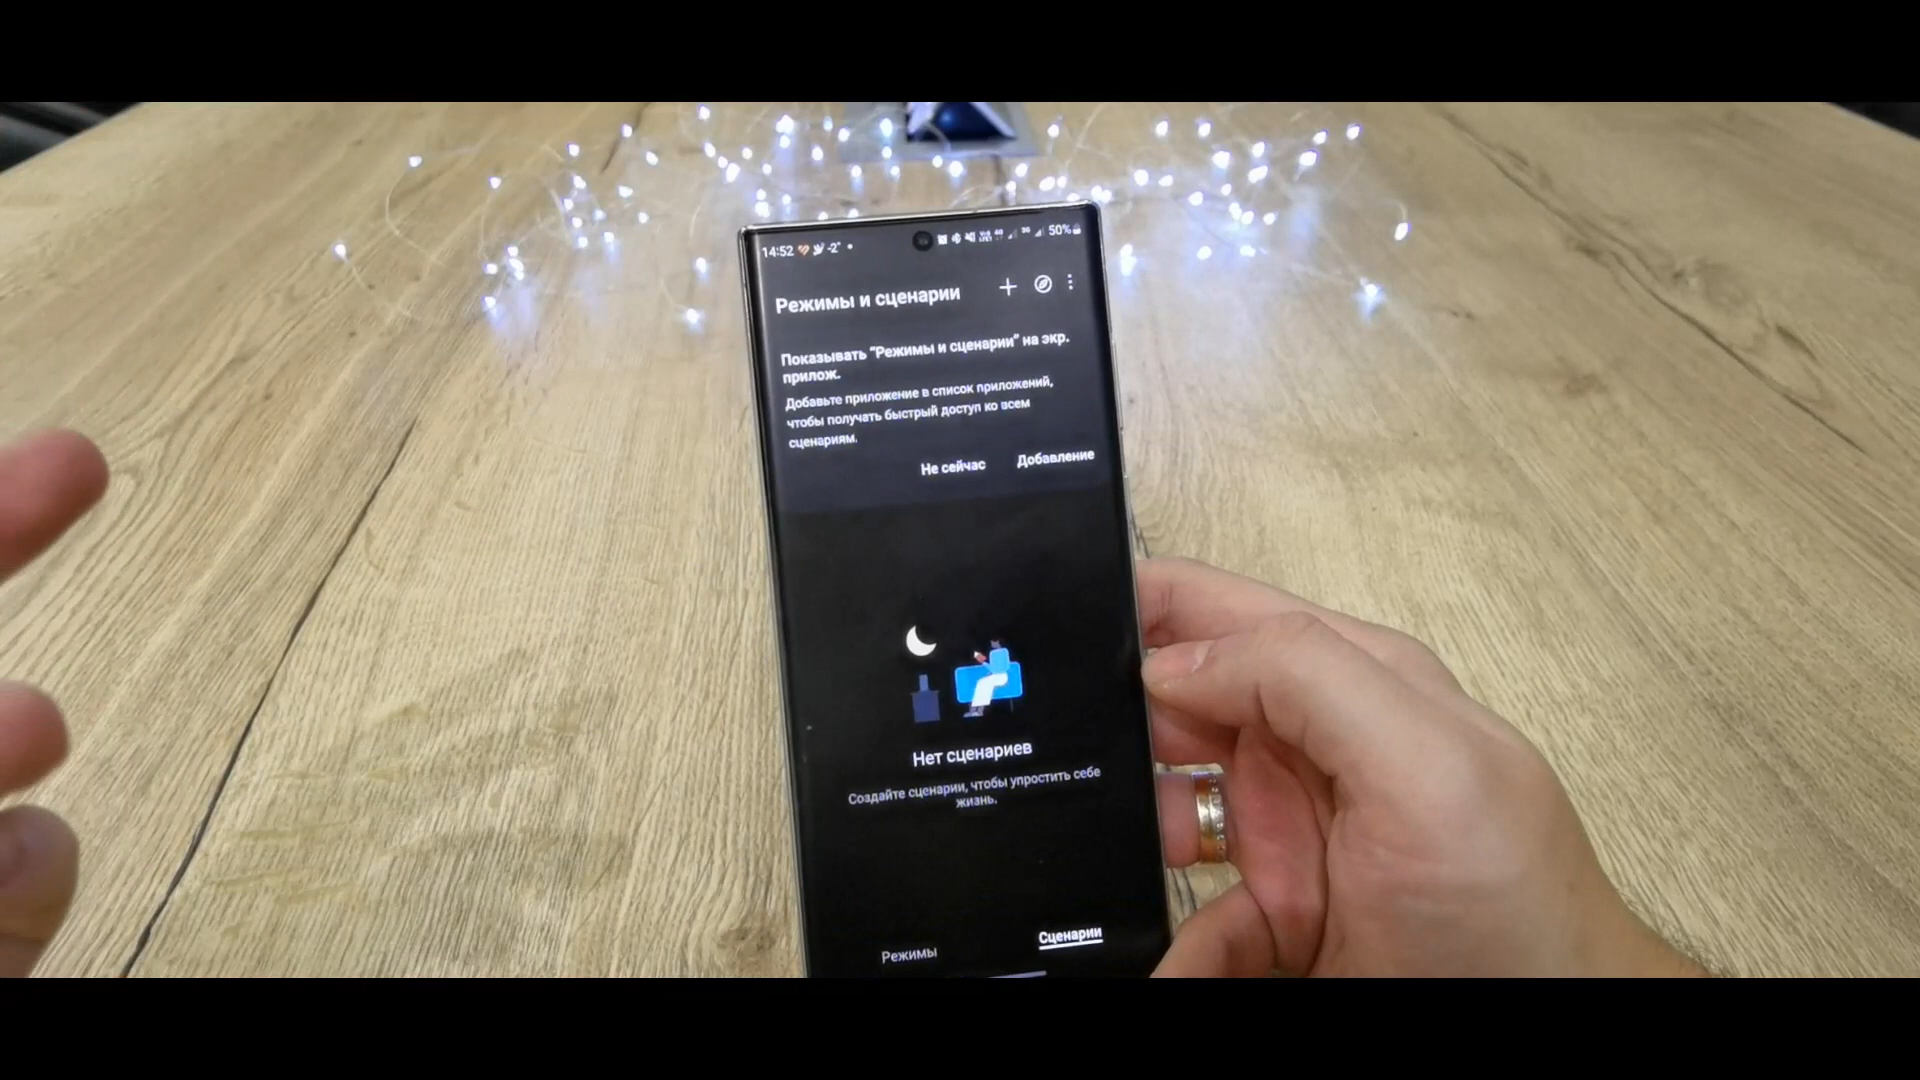 14:52 -2° 50%
Режимы и сценарии
Показывать “Режимы и сценарии” на экр.
прилож.
Добавьте приложение в список приложений,
чтобы получать быстрый доступ ко всем
сценариям.
Не сейчас Добавление
Нет сценариев
Создайте сценарии, чтобы упростить себе
жизнь.
Режимы Сценарии